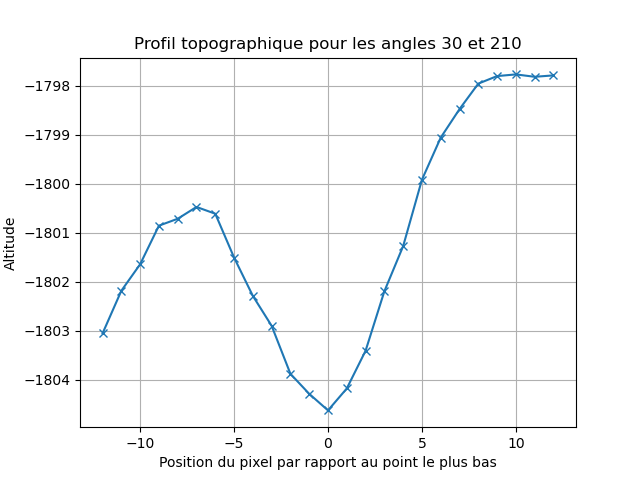 Profil topographique pour les angles 30 et 210
−1798
−1799
−1800
−1801
−1802
−1803
−1804
Altitude
−10 −5 0 5 10
Position du pixel par rapport au point le plus bas